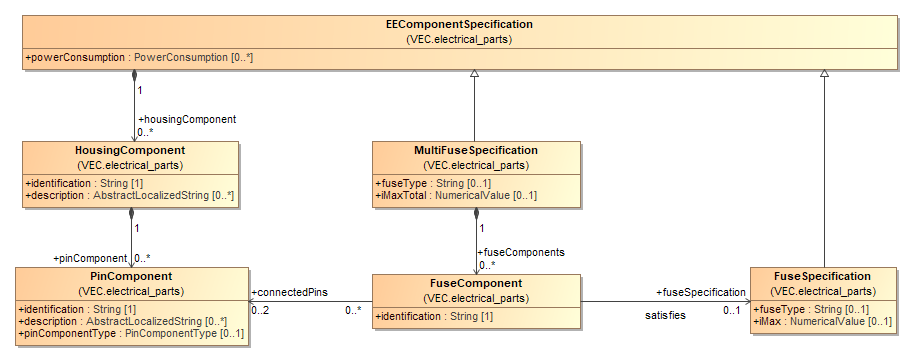 EEComponentSpecification
(VEC.electrical_parts)
+powerConsumption : PowerConsumption [0..*]
1
+housingComponent
0..*
HousingComponent
(VEC.electrical_parts)
+identification : String [1]
+description : AbstractLocalizedString [0..*]
MultiFuseSpecification
(VEC.electrical_parts)
+fuseType : String [0..1]
+iMaxTotal : NumericalValue [0..1]
1
+pinComponent 0..*
1
+fuseComponents
0..*
PinComponent
(VEC.electrical_parts)
+identification : String [1]
+description : AbstractLocalizedString [0..*]
+pinComponentType : PinComponentType [0..1]
+connectedPins
0..2 0..*
FuseComponent
(VEC.electrical_parts)
+identification : String [1]
+fuseSpecification
satisfies 0..1
FuseSpecification
(VEC.electrical_parts)
+fuseType : String [0..1]
+iMax : NumericalValue [0..1]